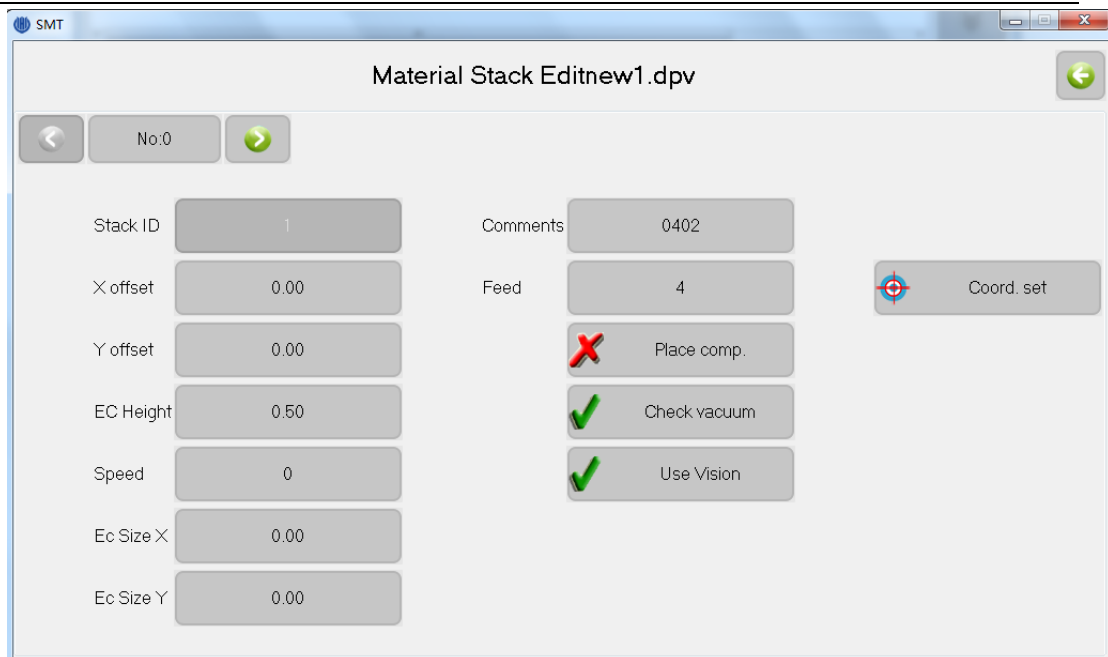 SMT
Material Stack Editnew1.dpv
No:0
Stack ID 1
X offset 0.00
Y offset 0.00
EC Height 0.50
Speed 0
Ec Size X 0.00
Ec Size Y 0.00
Comments 0402
Feed 4
Place comp.
Check vacuum
Use Vision
Coord. set